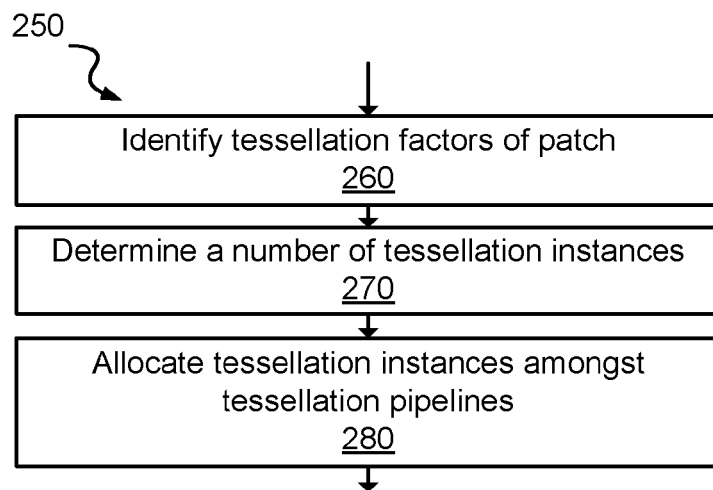 250
Identify tessellation factors of patch
260
Determine a number of tessellation instances
270
Allocate tessellation instances amongst
tessellation pipelines
280